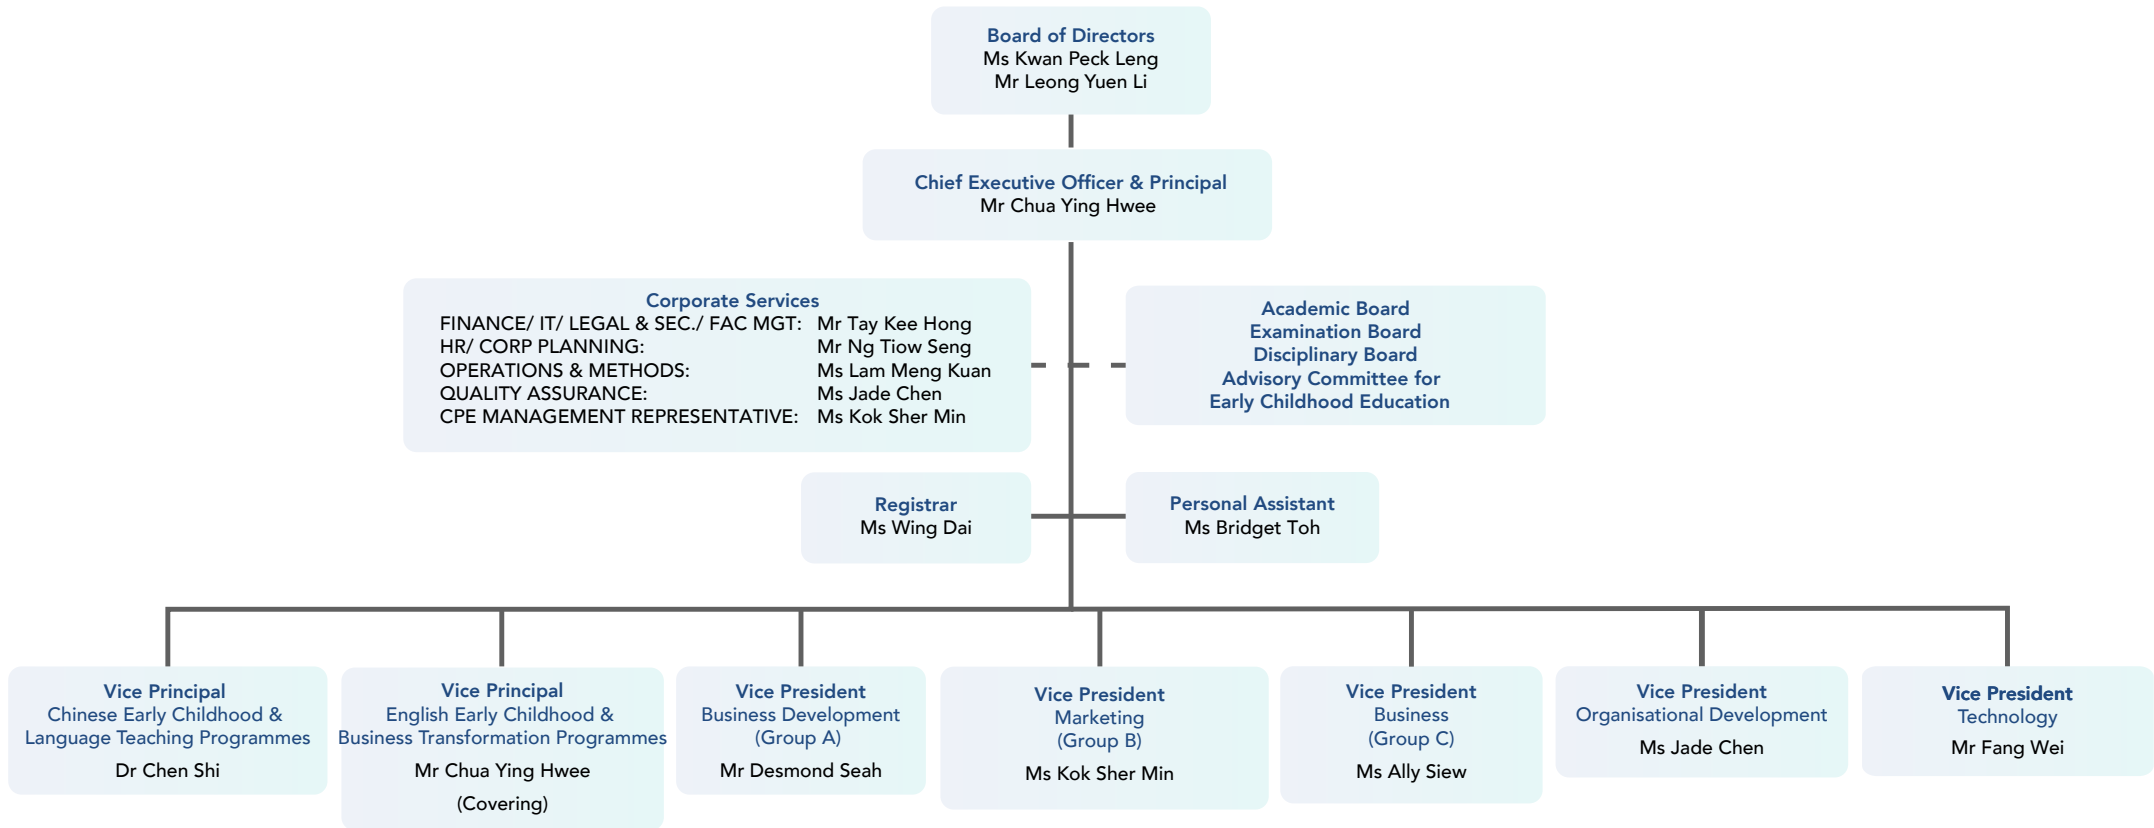 Board of Directors
Ms Kwan Peck Leng
Mr Leong Yuen Li
Chief Executive Officer & Principal
Mr Chua Ying Hwee
Corporate Services
FINANCE/ IT/ LEGAL & SEC./ FAC MGT: Mr Tay Kee Hong
HR/ CORP PLANNING: Mr Ng Tiow Seng
OPERATIONS & METHODS: Ms Lam Meng Kuan
QUALITY ASSURANCE: Ms Jade Chen
CPE MANAGEMENT REPRESENTATIVE: Ms Kok Sher Min
Academic Board
Examination Board
Disciplinary Board
Advisory Committee for
Early Childhood Education
Registrar
Ms Wing Dai
Personal Assistant
Ms Bridget Toh
Vice Principal
Chinese Early Childhood &
Language Teaching Programmes
Dr Chen Shi
Vice Principal
English Early Childhood &
Business Transformation Programmes
Mr Chua Ying Hwee
(Covering)
Vice President
Business Development
(Group A)
Mr Desmond Seah
Vice President
Marketing
(Group B)
Ms Kok Sher Min
Vice President
Business
(Group C)
Ms Ally Siew
Vice President
Organisational Development
Ms Jade Chen
Vice President
Technology
Mr Fang Wei